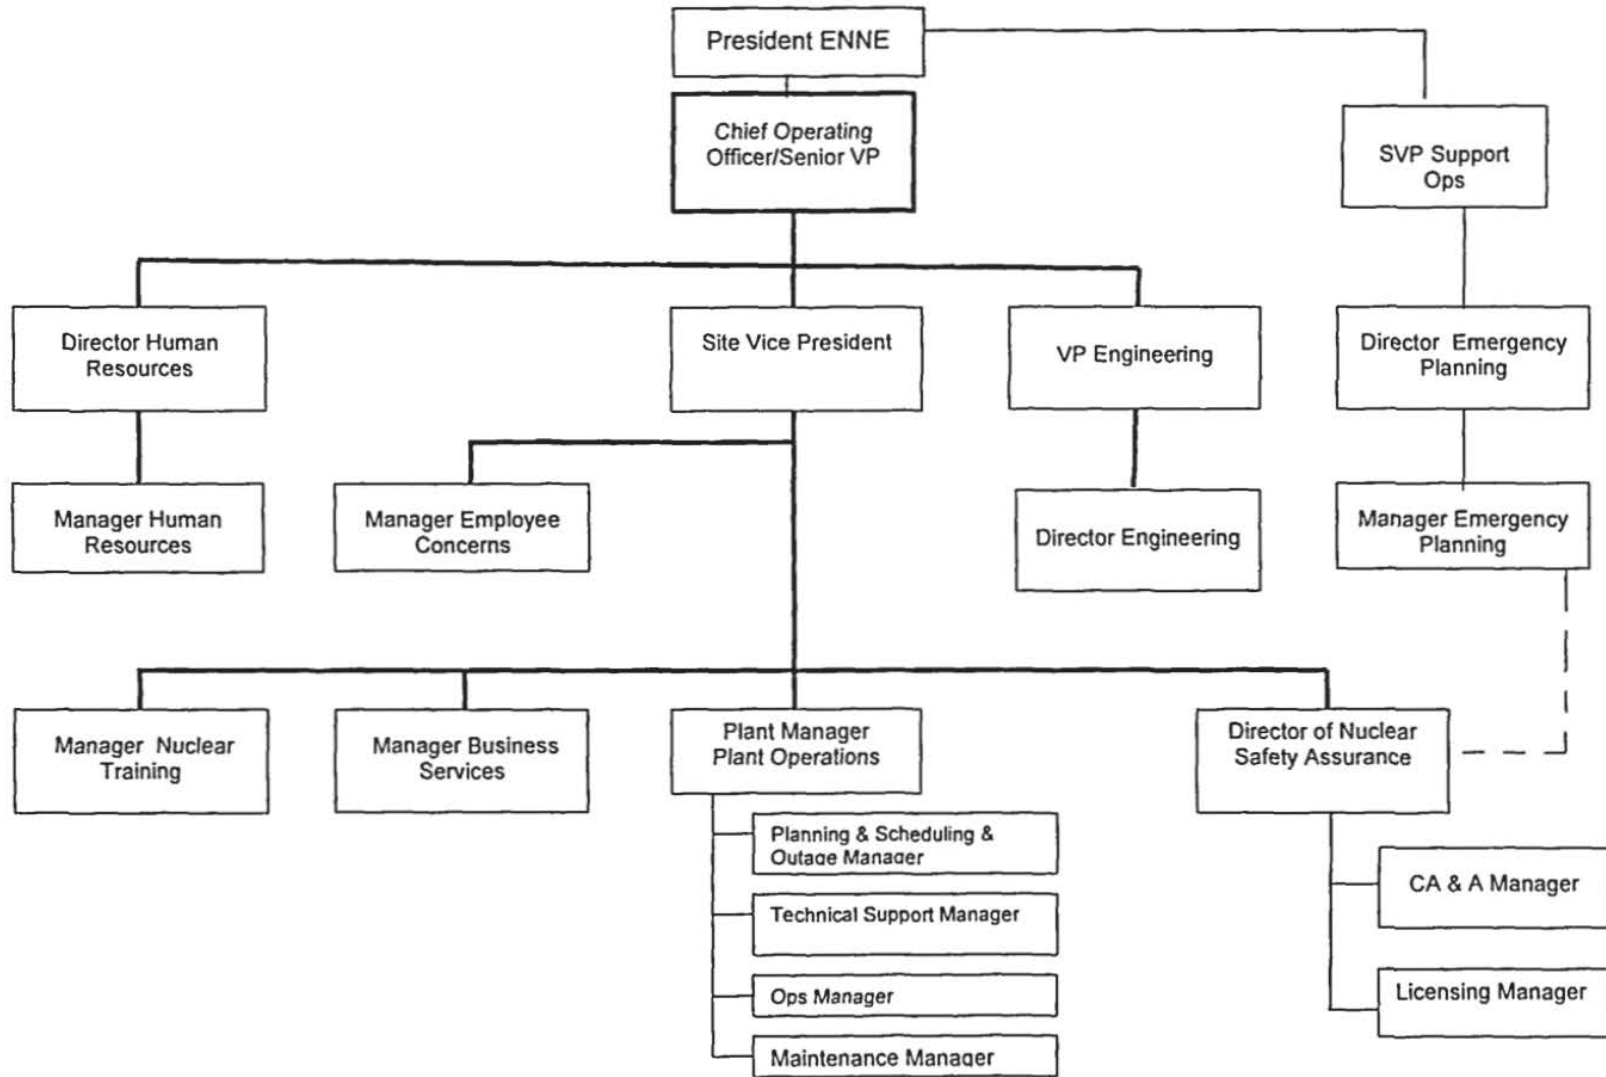 President ENNE
Chief Operating
Officer/Senior VP
SVP Support
Ops
Director Human
Resources
Site Vice President
VP Engineering
Director Emergency
Planning
Manager Human
Resources
Manager Employee
Concerns
Director Engineering
Manager Emergency
Planning
Manager Nuclear
Training
Manager Business
Services
Plant Manager
Plant Operations
Director of Nuclear
Safety Assurance
Planning & Scheduling &
Outage Manager
Technical Support Manager
Ops Manager
Maintenance Manager
CA & A Manager
Licensing Manager